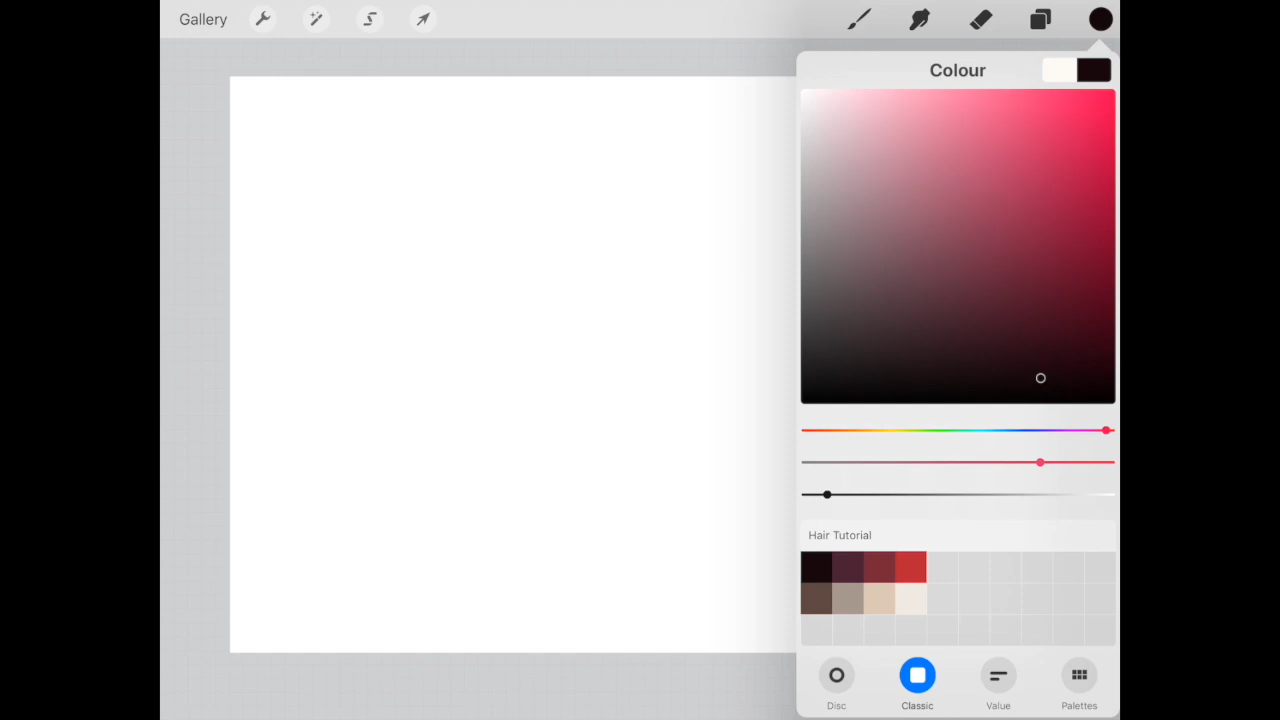 Gallery
Colour
Hair Tutorial
Disc
Classic
Value
Palettes